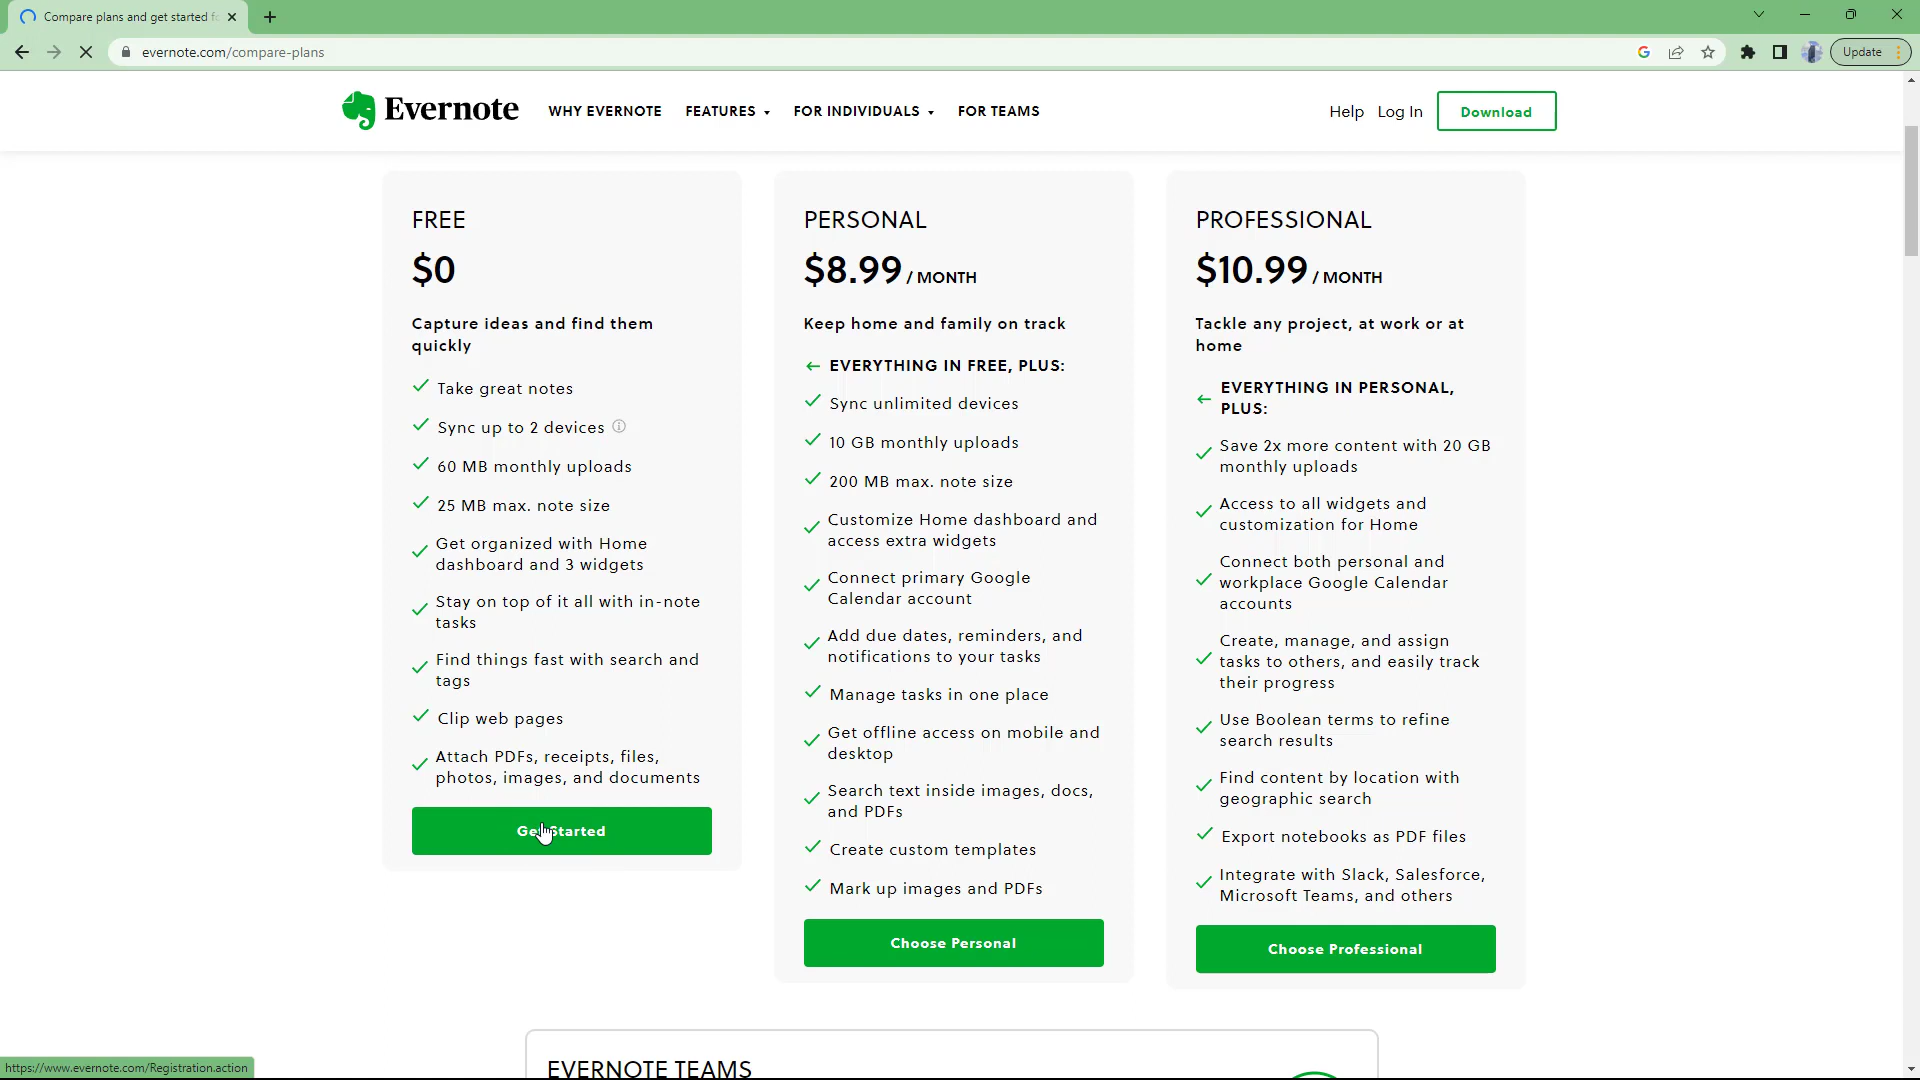 Compare plans and get started fo
evernote.com/compare-plans
Update
Evernote
WHY EVERNOTE
FEATURES
FOR INDIVIDUALS
FOR TEAMS
Help
Log In
Download
FREE
$0
Capture ideas and find them
quickly
Take great notes
Sync up to 2 devices
60 MB monthly uploads
25 MB max. note size
Get organized with Home
dashboard and 3 widgets
Stay on top of it all with in-note
tasks
Find things fast with search and
tags
Clip web pages
Attach PDFs, receipts, files,
photos, images, and documents
Get Started
PERSONAL
$8.99 / MONTH
Keep home and family on track
← EVERYTHING IN FREE, PLUS:
Sync unlimited devices
10 GB monthly uploads
200 MB max. note size
Customize Home dashboard and
access extra widgets
Connect primary Google
Calendar account
Add due dates, reminders, and
notifications to your tasks
Manage tasks in one place
Get offline access on mobile and
desktop
Search text inside images, docs,
and PDFs
Create custom templates
Mark up images and PDFs
Choose Personal
PROFESSIONAL
$10.99 / MONTH
Tackle any project, at work or at
home
← EVERYTHING IN PERSONAL,
PLUS:
Save 2x more content with 20 GB
monthly uploads
Access to all widgets and
customization for Home
Connect both personal and
workplace Google Calendar
accounts
Create, manage, and assign
tasks to others, and easily track
their progress
Use Boolean terms to refine
search results
Find content by location with
geographic search
Export notebooks as PDF files
Integrate with Slack, Salesforce,
Microsoft Teams, and others
Choose Professional
EVERNOTE TEAMS
https://www.evernote.com/Registration.action